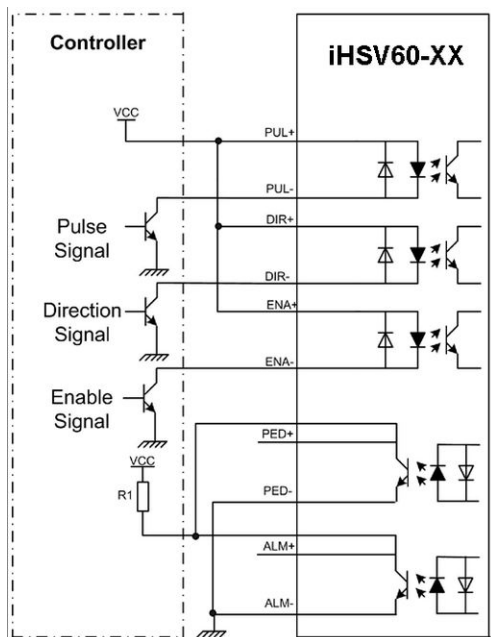 Controller
iHSV60-XX
VCC
PUL+
PUL-
Pulse
Signal
DIR+
DIR-
Direction
Signal
ENA+
ENA-
Enable
Signal
PED+
VCC
R1
PED-
ALM+
ALM-